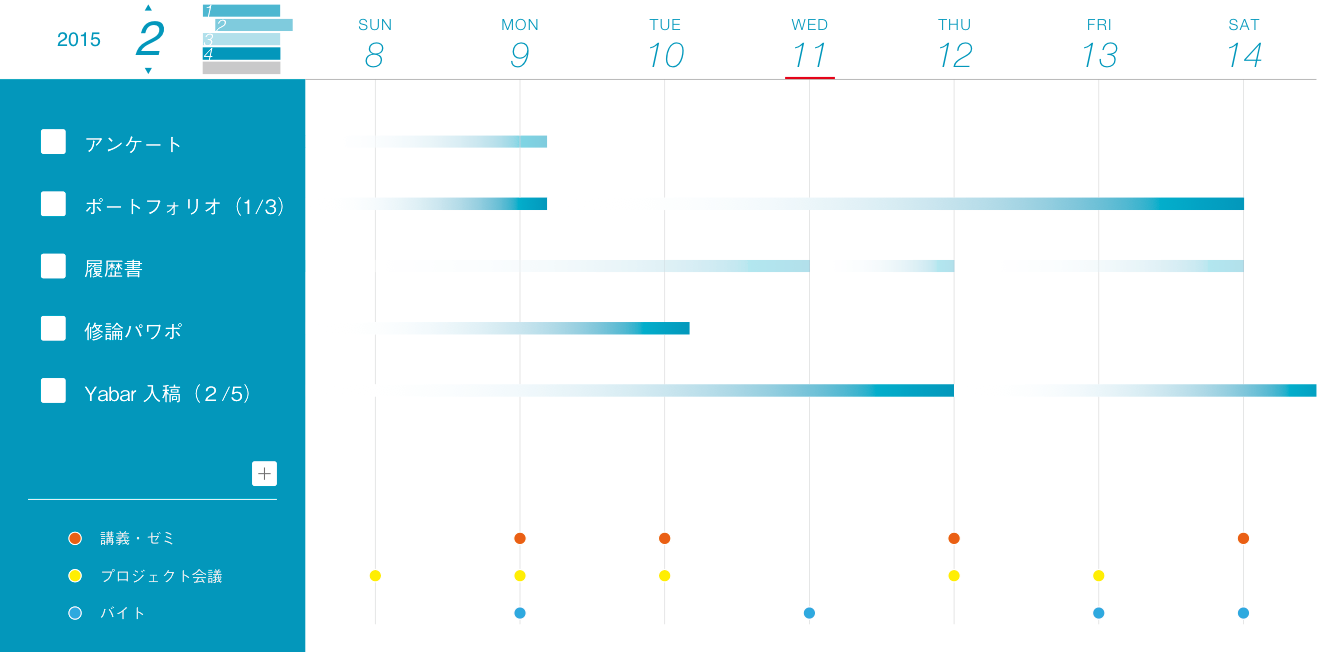 2015
2
1
2
3
4
SUN MON TUE WED THU FRI SAT
8 9 10 11 12 13 14
アンケート
ポートフォリオ（1/3）
履歴書
修論パワポ
Yabar 入稿（２/5）
+
講義・ゼミ
プロジェクト会議
バイト